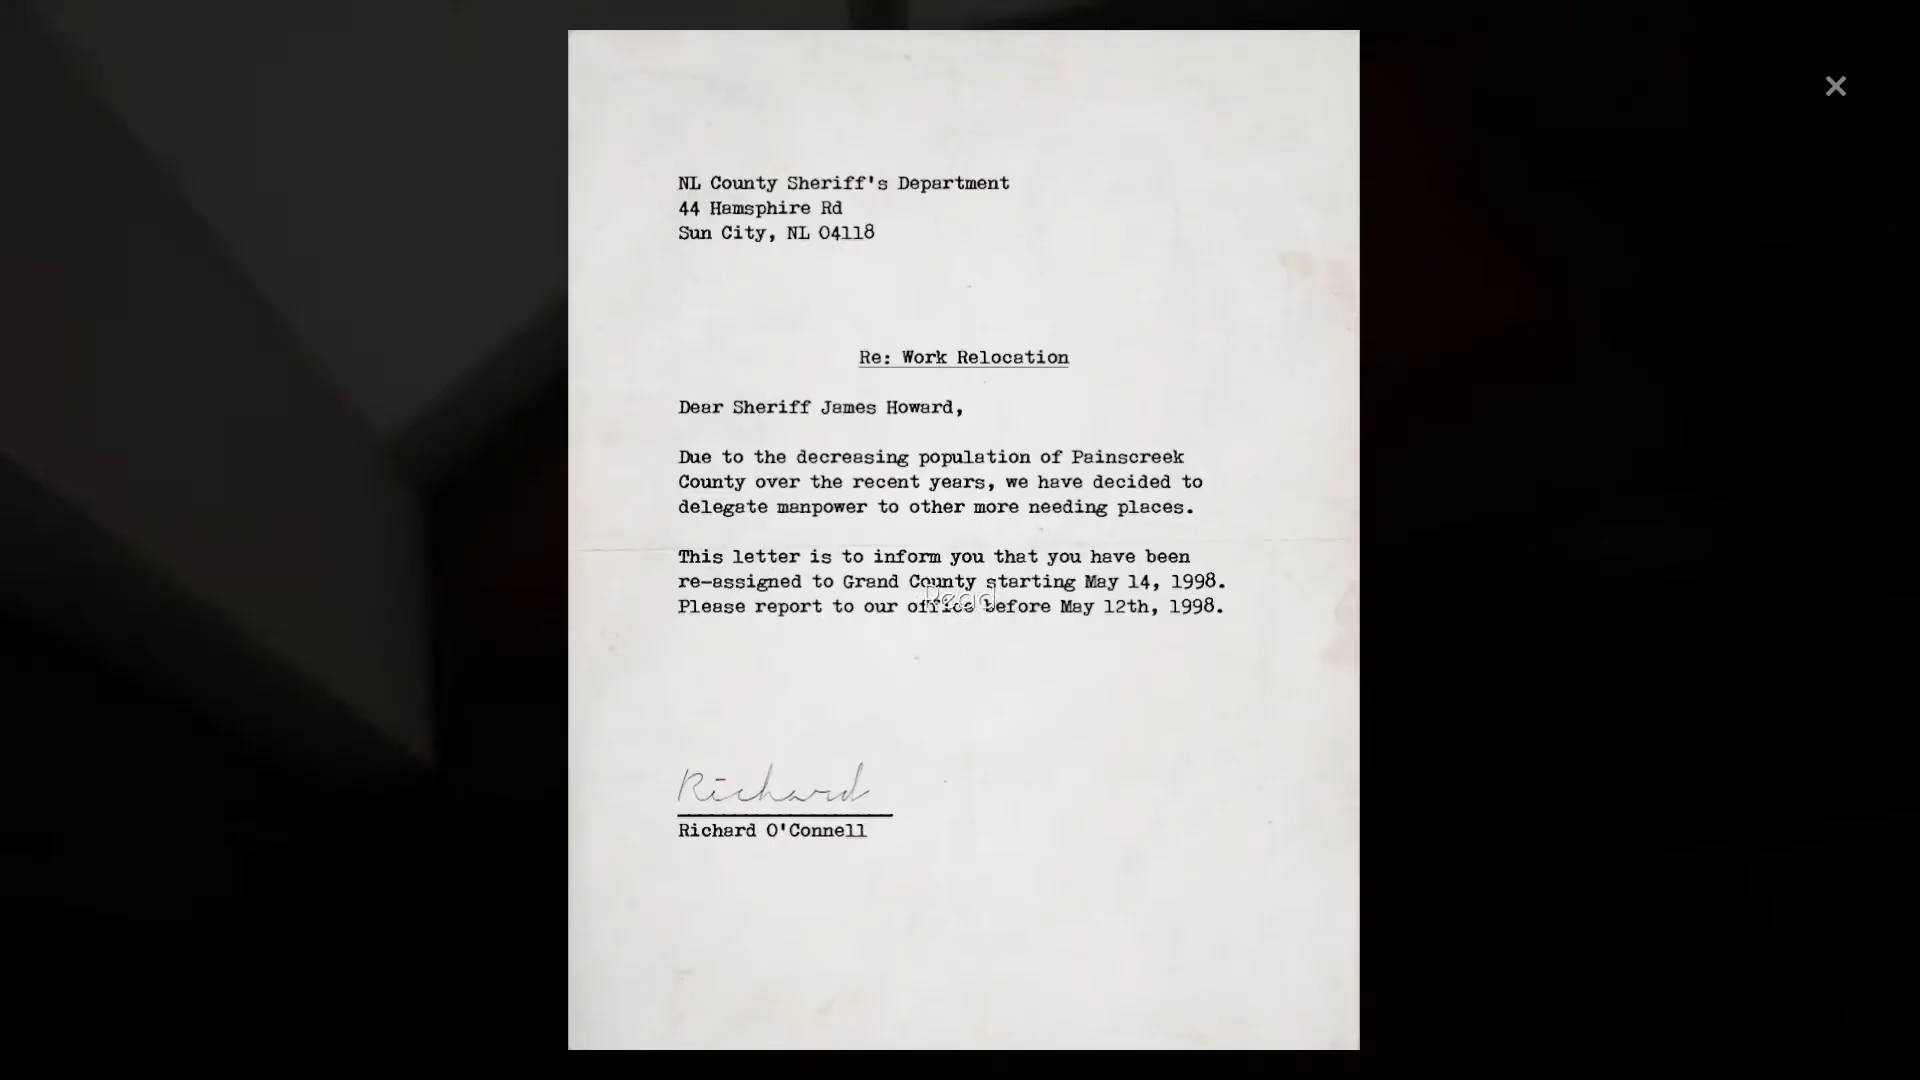 NL County Sheriff's Department
44 Hamsphire Rd
Sun City, NL 04118
Re: Work Relocation
Dear Sheriff James Howard,
Due to the decreasing population of Painscreek
County over the recent years, we have decided to
delegate manpower to other more needing places.
This letter is to inform you that you have been
re-assigned to Grand County starting May 14, 1998.
Read
Please report to our office before May 12th, 1998.
Richard
Richard O'Connell